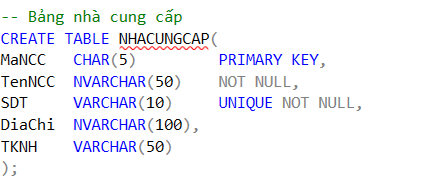 -- Bảng nhà cung cấp
CREATE TABLE NHACUNGCAP(
MaNCC CHAR(5) PRIMARY KEY,
TenNCC NVARCHAR(50) NOT NULL,
SDT VARCHAR(10) UNIQUE NOT NULL,
DiaChi NVARCHAR(100),
TKNH VARCHAR(50)
);